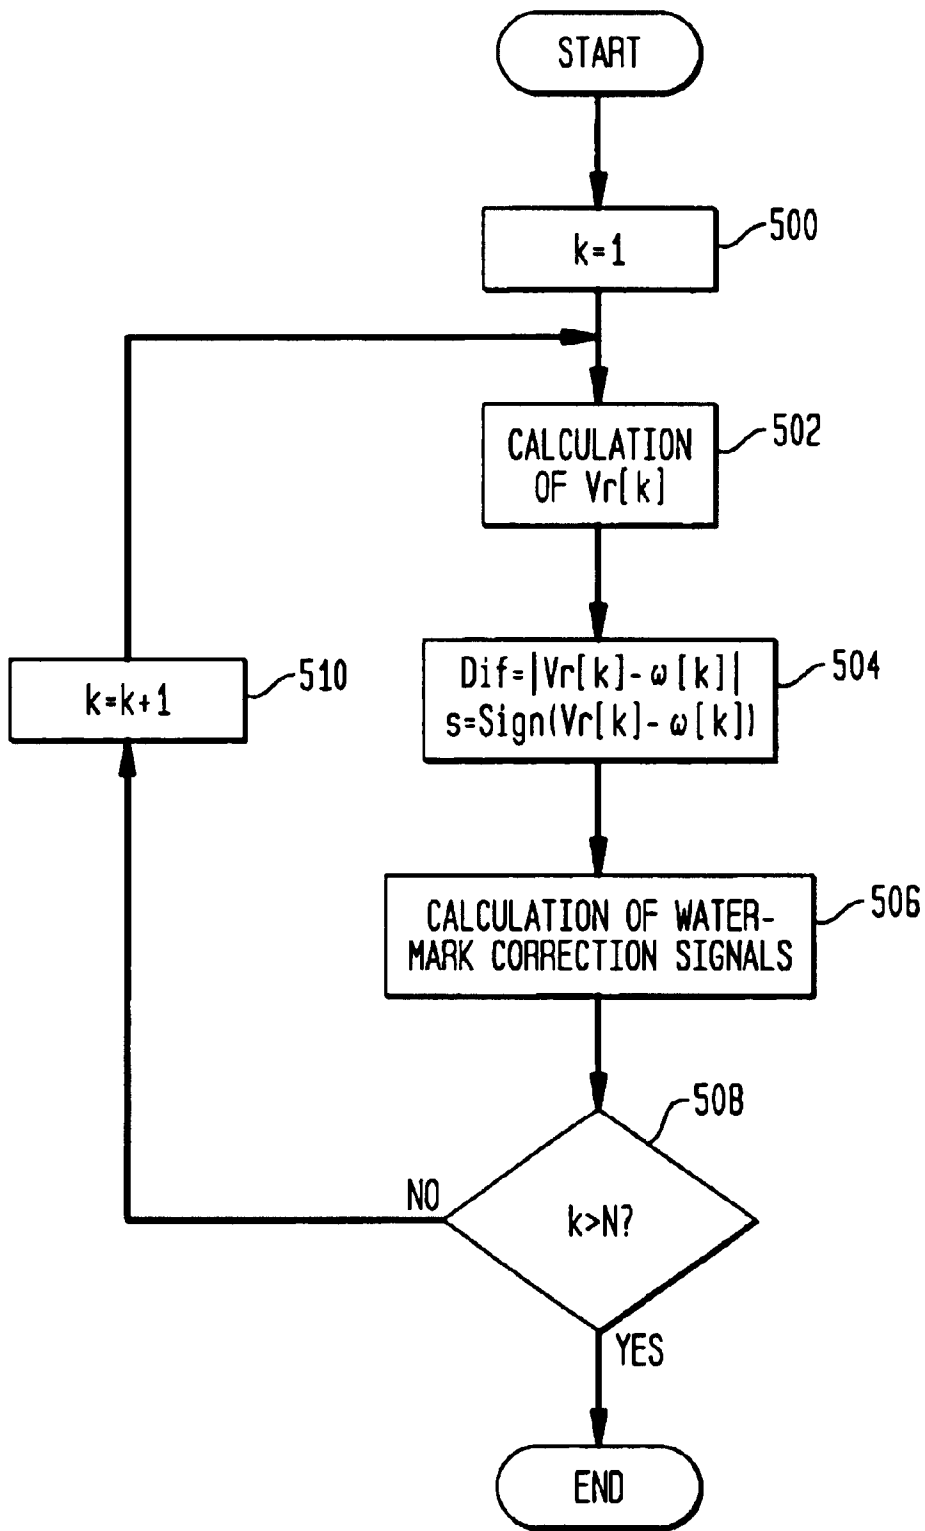 START
k=1
500
CALCULATION
OF Vr[k]
502
Dif=|Vr[k]-ω[k]|
s=Sign(Vr[k]-ω[k])
504
k=k+1
510
CALCULATION OF WATER-
MARK CORRECTION SIGNALS
506
508
NO
k>N?
YES
END